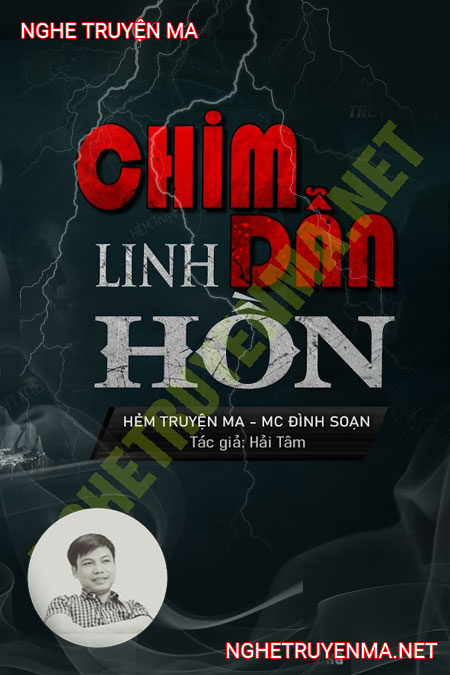 NGHE TRUYỆN MA
CHIM
LINH DẪN
HỒN
HẺM TRUYỆN MA - MC ĐÌNH SOẠN
Tác giả: Hải Tâm
NGHETRUYENMA.NET
NGHETRUYENMA.NET